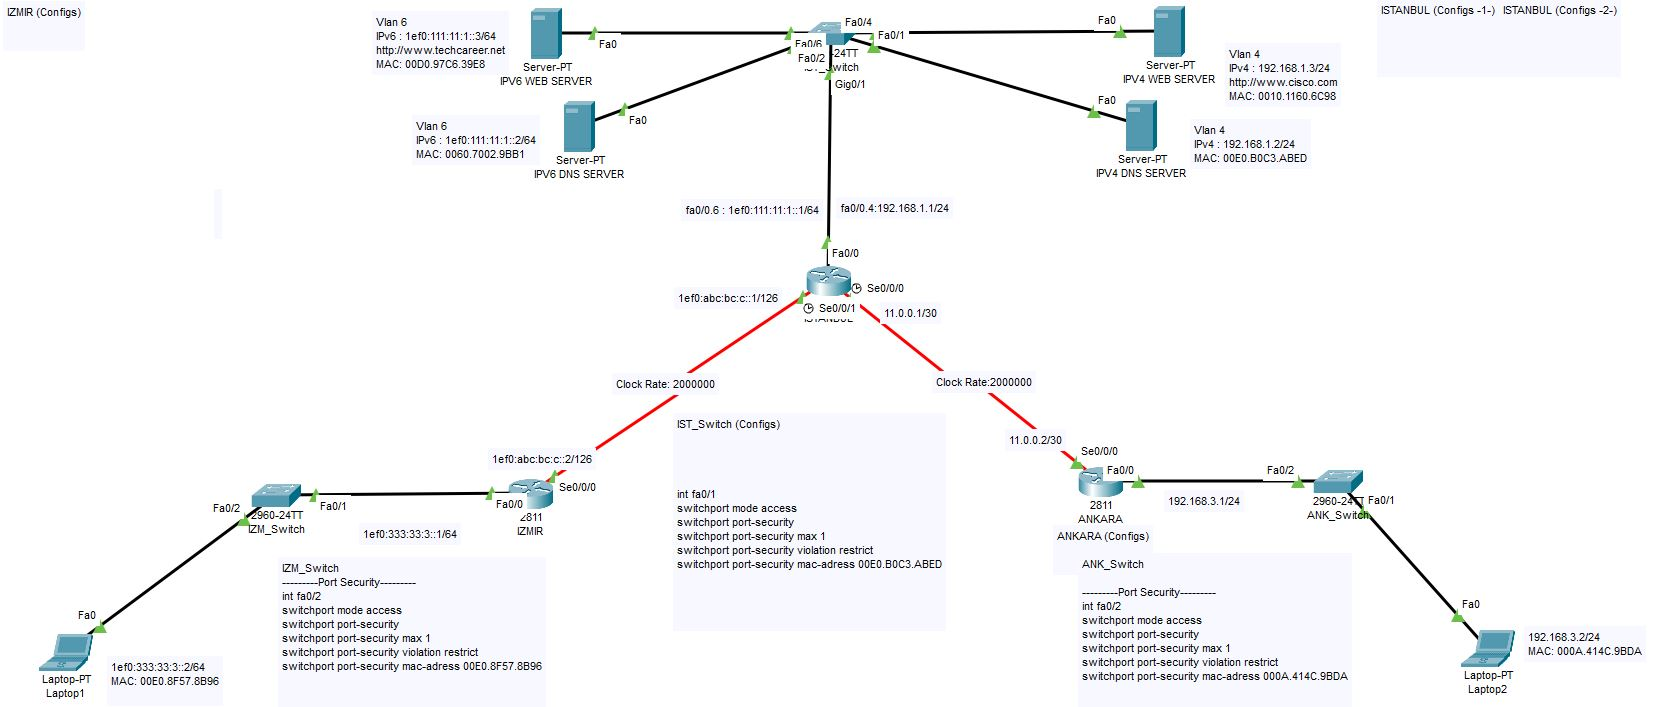 IZMIR (Configs)
Vlan 6
IPv6 : 1ef0:111:11:1::3/64
http://www.techcareer.net
MAC: 00D0.97C6.39E8
Fa0
Server-PT
IPV6 WEB SERVER
Fa0/4
Fa0/6
Fa0/1
Fa0/2
-24TT
IST_Switch
Gig0/1
Fa0
Server-PT
IPV4 WEB SERVER
ISTANBUL (Configs -1-)
ISTANBUL (Configs -2-)
Vlan 4
IPv4 : 192.168.1.3/24
http://www.cisco.com
MAC: 0010.1160.6C98
Vlan 6
IPv6 : 1ef0:111:11:1::2/64
MAC: 0060.7002.9BB1
Fa0
Server-PT
IPV6 DNS SERVER
Fa0
Server-PT
IPV4 DNS SERVER
Vlan 4
IPv4 : 192.168.1.2/24
MAC: 00E0.B0C3.ABED
fa0/0.6 : 1ef0:111:11:1::1/64
fa0/0.4:192.168.1.1/24
Fa0/0
Se0/0/0
1ef0:abc:bc:c::1/126
Se0/0/1
ISTANBUL
11.0.0.1/30
Clock Rate: 2000000
Clock Rate:2000000
IST_Switch (Configs)
int fa0/1
switchport mode access
switchport port-security
switchport port-security max 1
switchport port-security violation restrict
switchport port-security mac-adress 00E0.B0C3.ABED
1ef0:abc:bc:c::2/126
Se0/0/0
Fa0/0
2811
IZMIR
Fa0/1
Fa0/2
2960-24TT
IZM_Switch
1ef0:333:33:3::1/64
11.0.0.2/30
Se0/0/0
Fa0/0
2811
ANKARA
ANKARA (Configs)
192.168.3.1/24
Fa0/2
2960-24TT
Fa0/1
ANK_Switch
IZM_Switch
---------Port Security---------
int fa0/2
switchport mode access
switchport port-security
switchport port-security max 1
switchport port-security violation restrict
switchport port-security mac-adress 00E0.8F57.8B96
ANK_Switch
---------Port Security---------
int fa0/2
switchport mode access
switchport port-security
switchport port-security max 1
switchport port-security violation restrict
switchport port-security mac-adress 000A.414C.9BDA
Fa0
Laptop-PT
Laptop1
1ef0:333:33:3::2/64
MAC: 00E0.8F57.8B96
Fa0
Laptop-PT
Laptop2
192.168.3.2/24
MAC: 000A.414C.9BDA